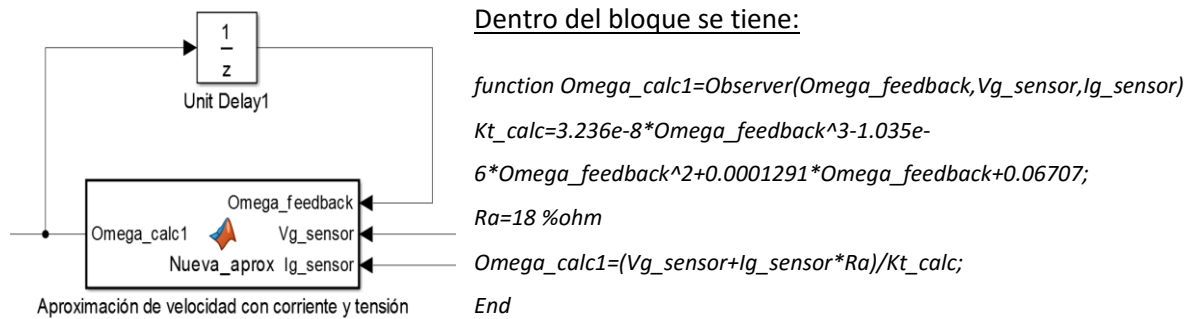 1
z
Unit Delay1
Omega_feedback
Omega_calc1
Vg_sensor
Nueva_aprox
Ig_sensor
Aproximación de velocidad con corriente y tensión
Dentro del bloque se tiene:
function Omega_calc1=Observer(Omega_feedback,Vg_sensor,Ig_sensor)
Kt_calc=3.236e-8*Omega_feedback^3-1.035e-
6*Omega_feedback^2+0.0001291*Omega_feedback+0.06707;
Ra=18 %ohm
Omega_calc1=(Vg_sensor+Ig_sensor*Ra)/Kt_calc;
End